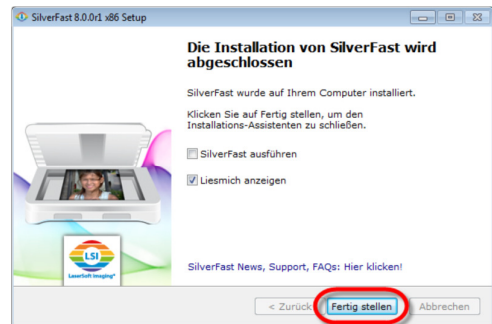 SilverFast 8.0.0r1 x86 Setup
Die Installation von SilverFast wird
abgeschlossen
SilverFast wurde auf Ihrem Computer installiert.
Klicken Sie auf Fertig stellen, um den
Installations-Assistenten zu schließen.
SilverFast ausführen
Liesmich anzeigen
LSI
LaserSoft Imaging
SilverFast News, Support, FAQs: Hier klicken!
< Zurück
Fertig stellen
Abbrechen